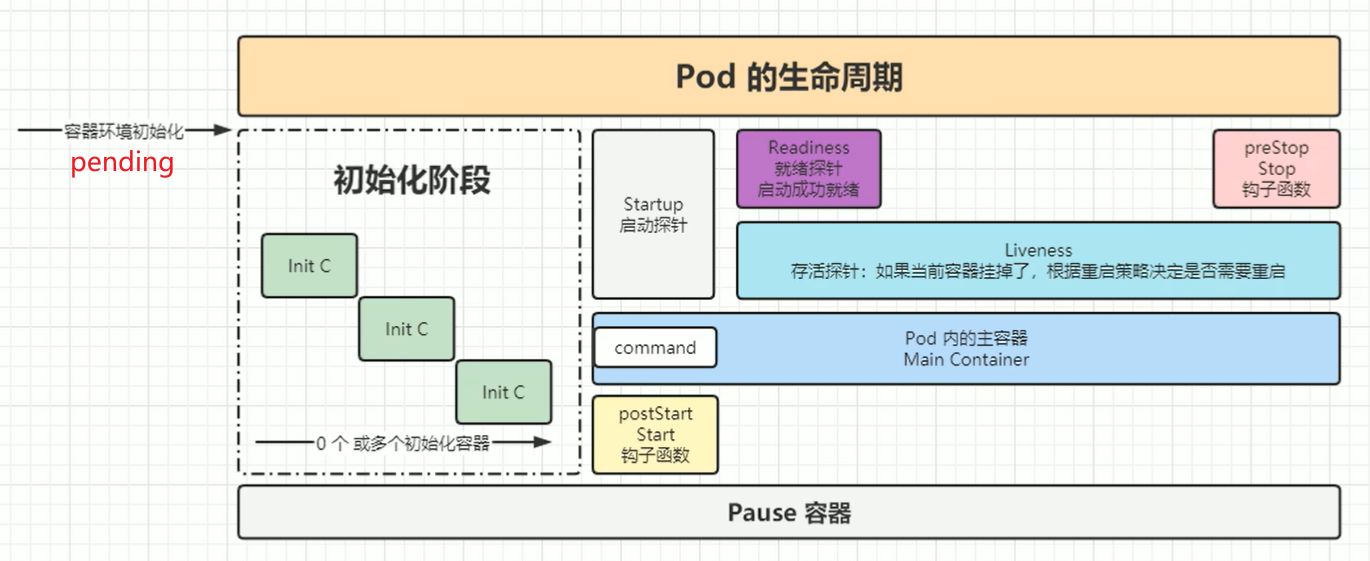 Pod 的生命周期
容器环境初始化
pending
初始化阶段
Init C
Init C
Init C
0 个 或多个初始化容器
Startup
启动探针
Readiness
就绪探针
启动成功就绪
preStop
Stop
钩子函数
Liveness
存活探针：如果当前容器挂掉了，根据重启策略决定是否需要重启
command
Pod 内的主容器
Main Container
postStart
Start
钩子函数
Pause 容器